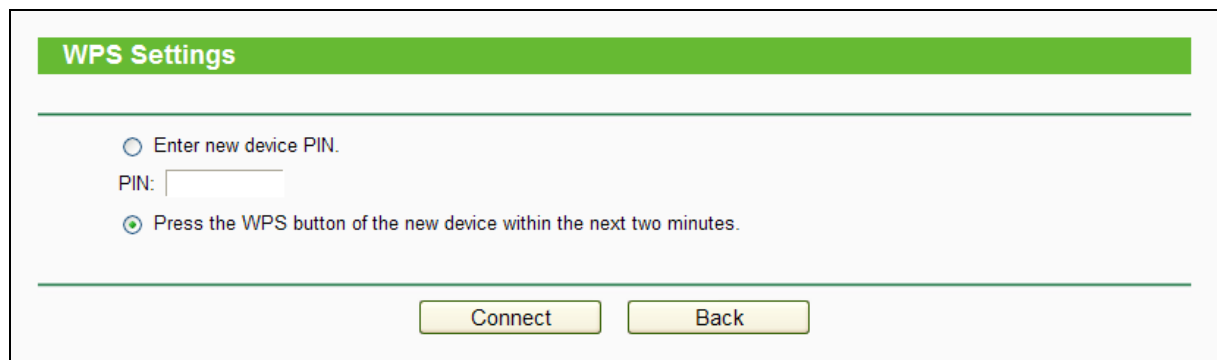 WPS Settings
Enter new device PIN.
PIN:
Press the WPS button of the new device within the next two minutes.
Connect Back